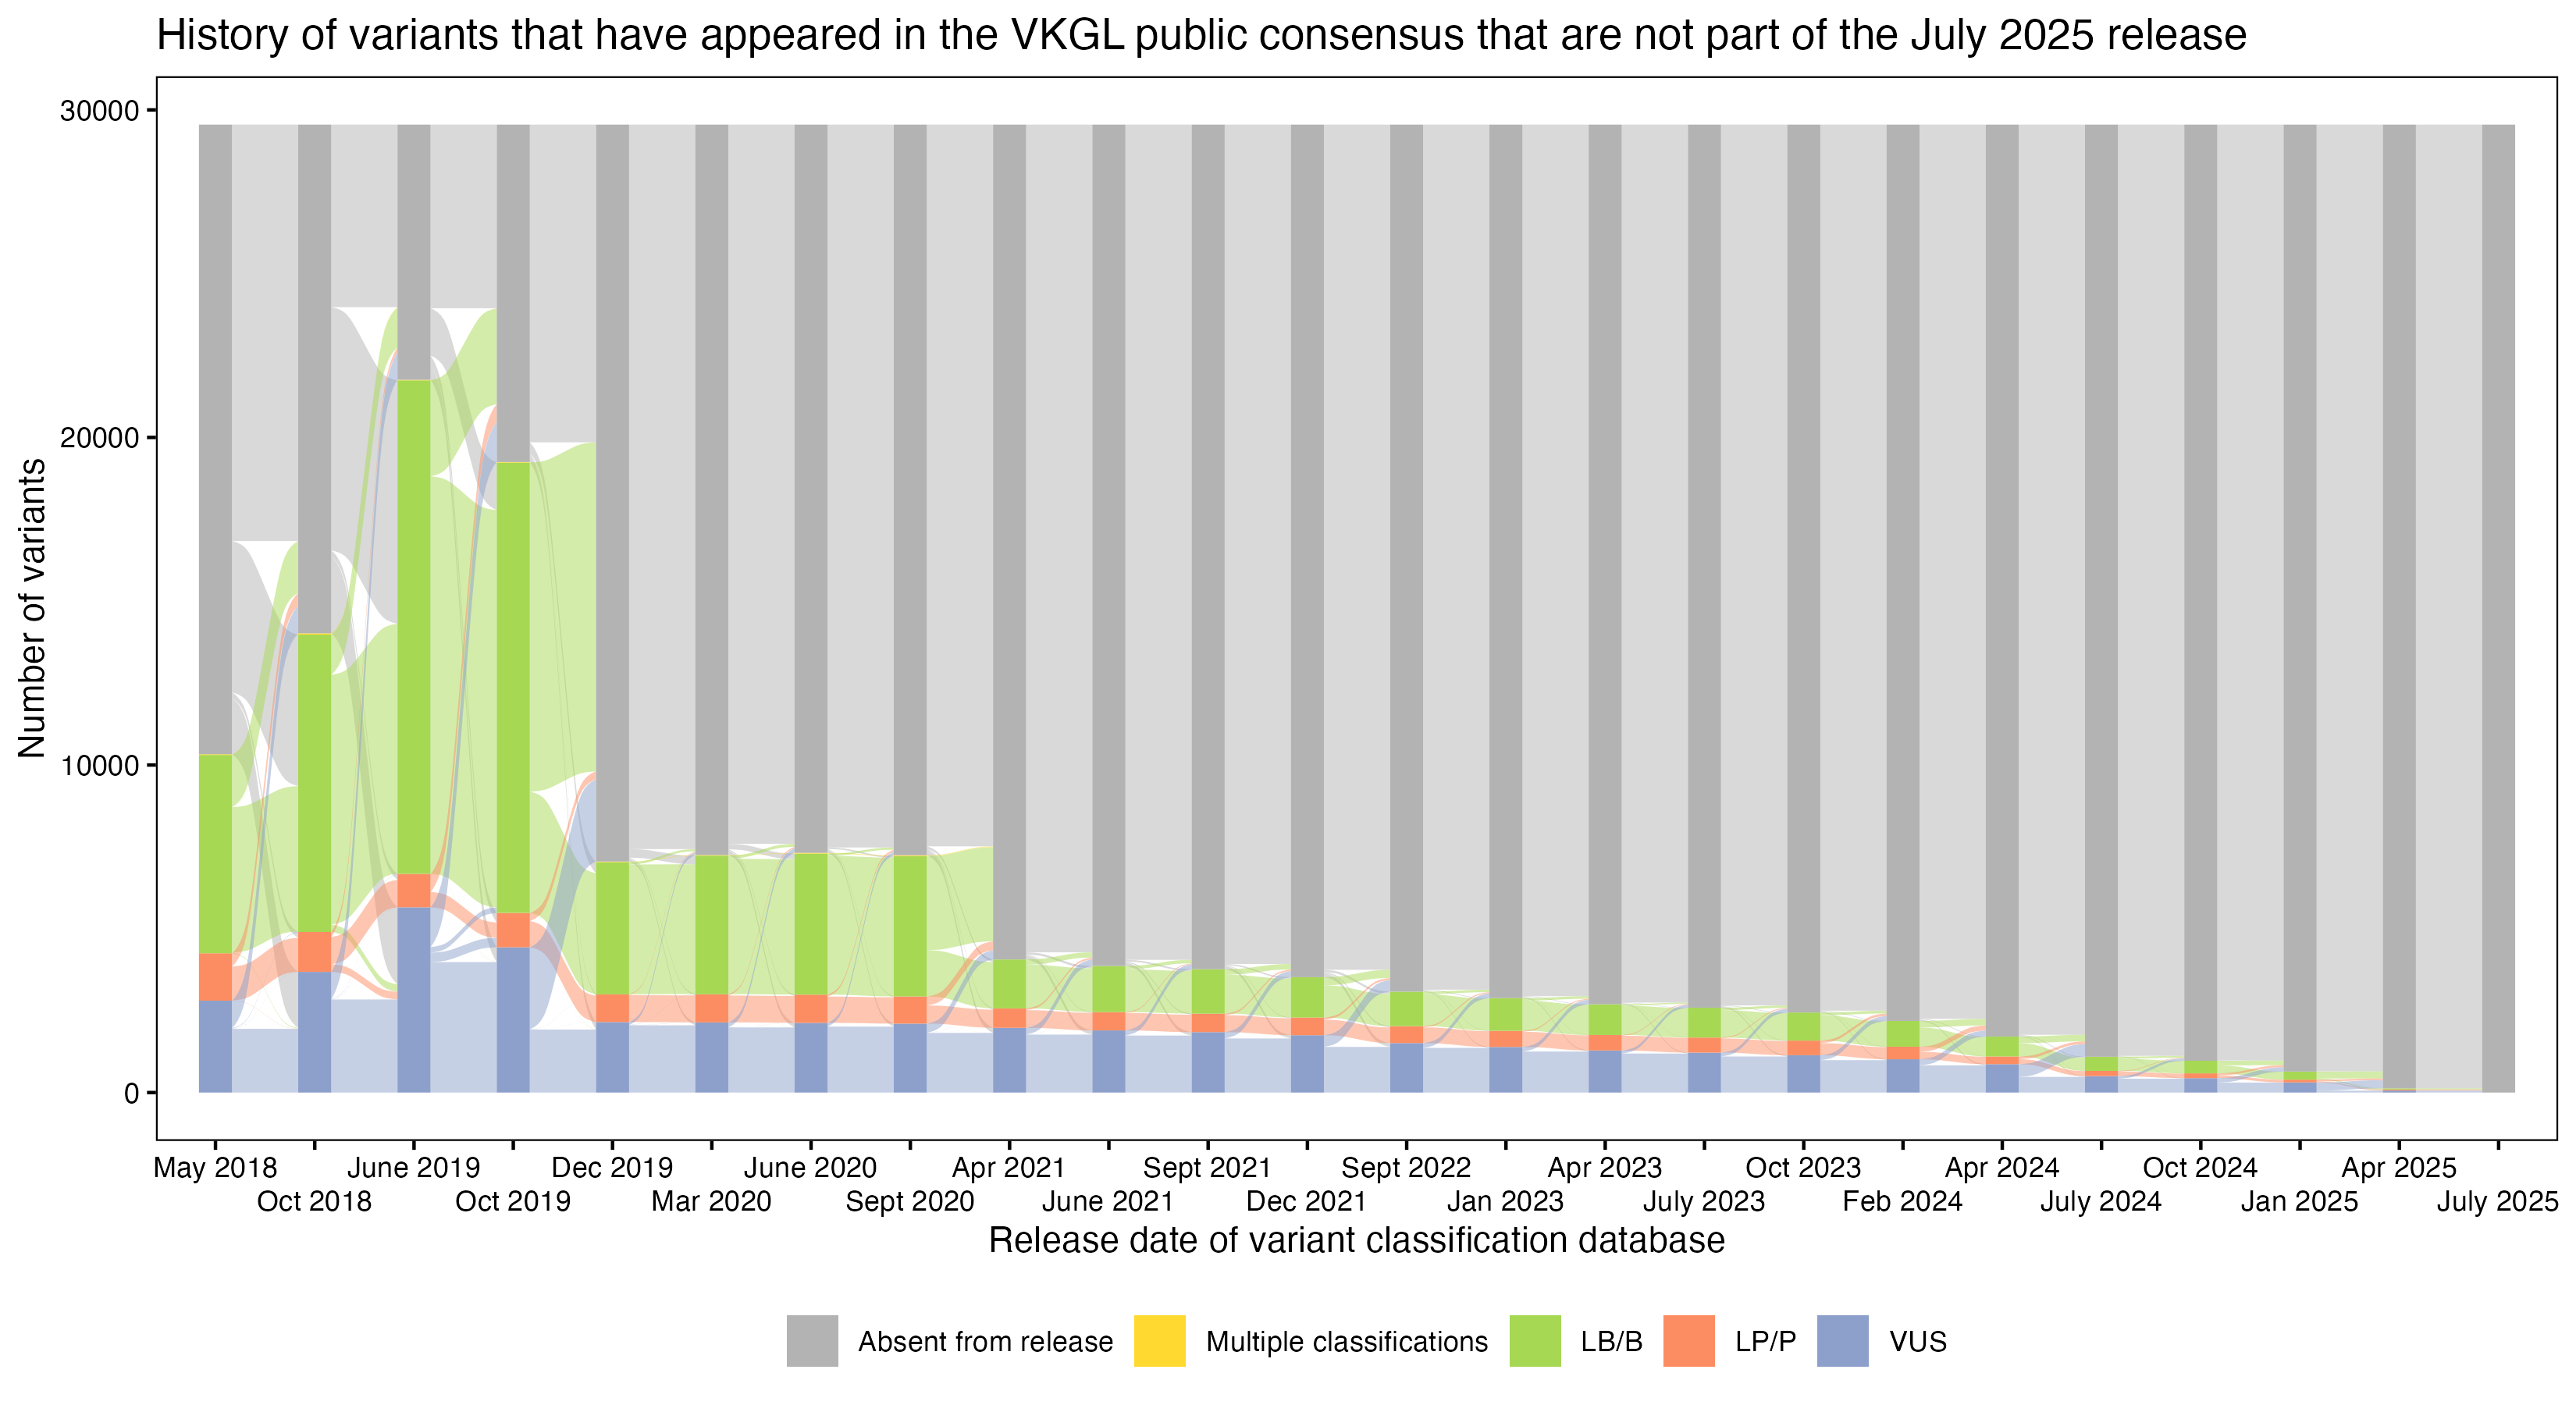 History of variants that have appeared in the VKGL public consensus that are not part of the July 2025 release
Number of variants
30000
20000
10000
0
May 2018 June 2019 Dec 2019 June 2020 Apr 2021 Sept 2021 Sept 2022 Apr 2023 Oct 2023 Apr 2024 Oct 2024 Apr 2025
Oct 2018 Oct 2019 Mar 2020 Sept 2020 June 2021 Dec 2021 Jan 2023 July 2023 Feb 2024 July 2024 Jan 2025 July 2025
Release date of variant classification database
Absent from release Multiple classifications LB/B LP/P VUS